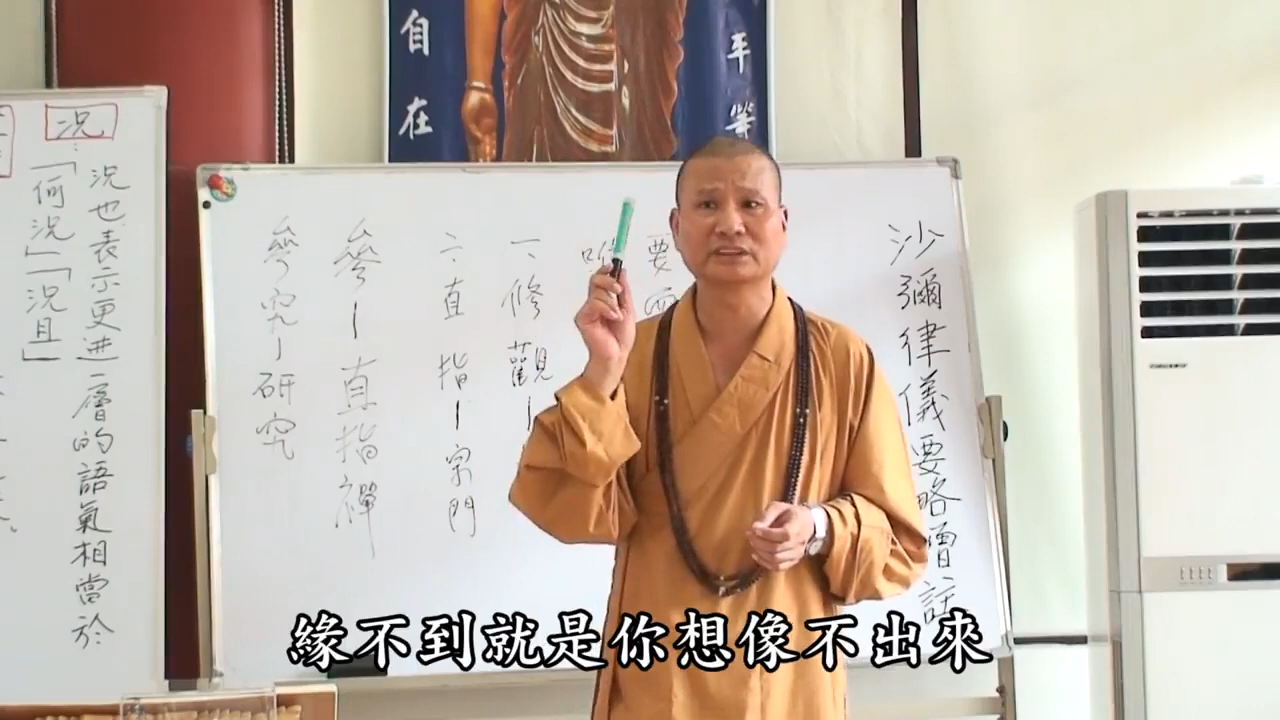 自在
平等
沙彌律儀要略增註
要
唯
一、修觀—
六、直指—宗門
參—直指禪
參究—研究
況：
況也表示更进一層的語氣相當於
「何況」「況且」
緣不到就是你想像不出來